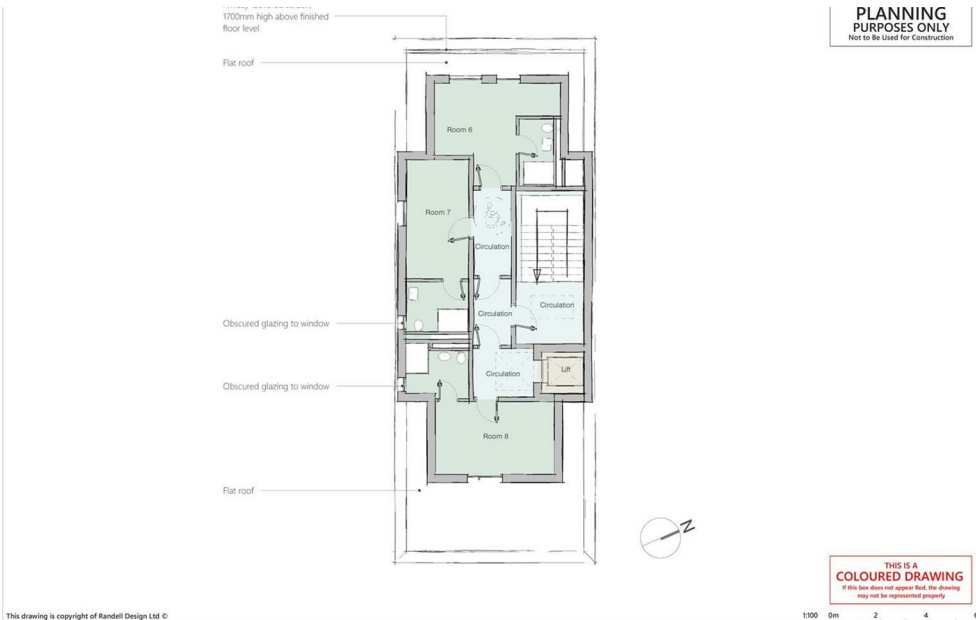 1700mm high above finished
floor level
Flat roof
PLANNING
PURPOSES ONLY
Not to Be Used for Construction
Room 6
Room 7
Circulation
Circulation
Circulation
Circulation
Lift
Room 8
Obscured glazing to window
Obscured glazing to window
Flat roof
N
THIS IS A
COLOURED DRAWING
If this box does not appear Red, the drawing
may not be represented properly
This drawing is copyright of Randell Design Ltd ©
1:100 0m 2 4 6